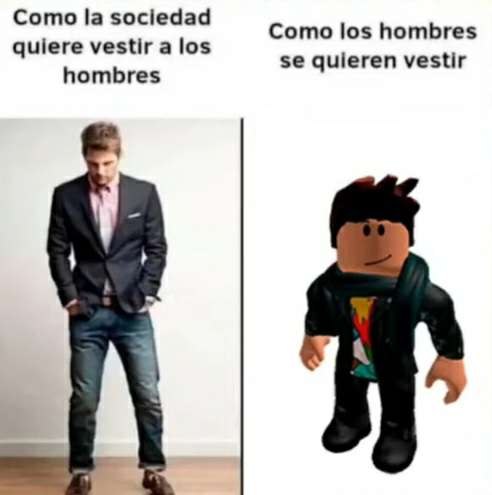 Como la sociedad
quiere vestir a los
hombres
Como los hombres
se quieren vestir